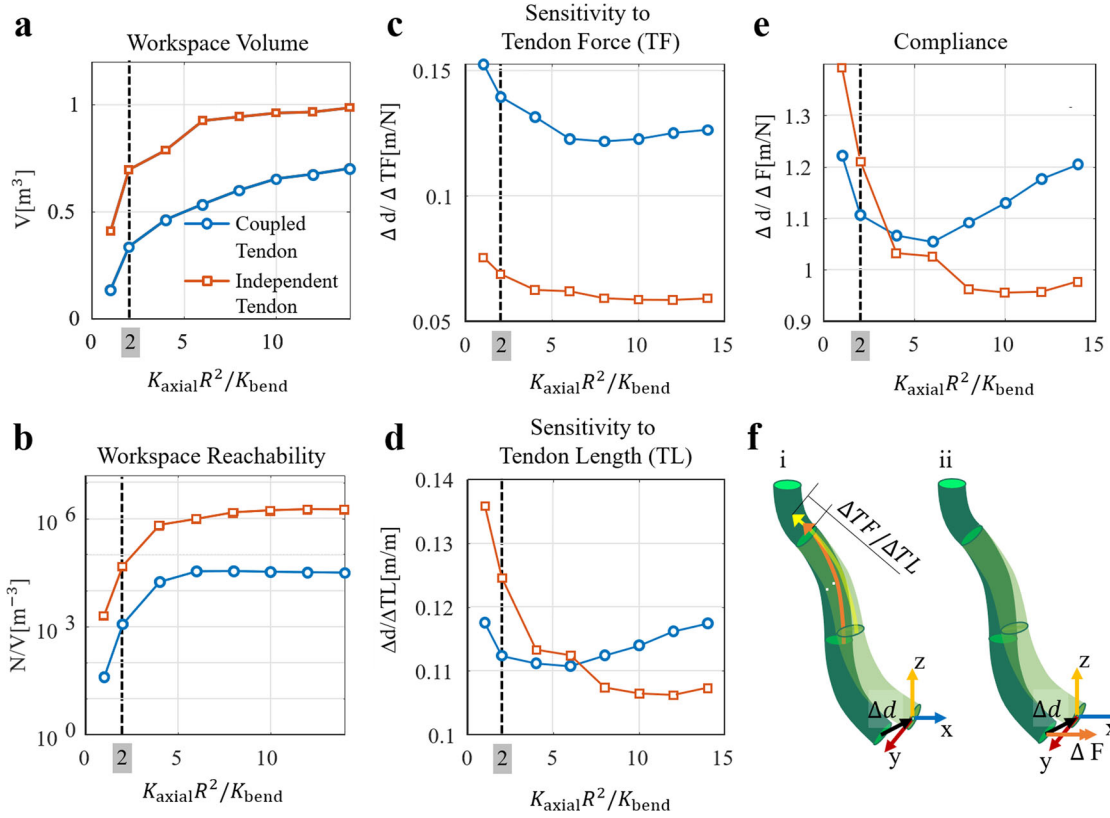 a
Workspace Volume
V[m³]
1
0.5
0
Coupled
Tendon
Independent
Tendon
0
2
5
10
K_axial R²/K_bend
b
Workspace Reachability
N/V[m⁻³]
10⁶
10³
10⁰
0
2
5
10
K_axial R²/K_bend
c
Sensitivity to
Tendon Force (TF)
Δ d/ Δ TF[m/N]
0.15
0.1
0.05
0
2
5
10
15
K_axial R²/K_bend
d
Sensitivity to
Tendon Length (TL)
Δd/ΔTL[m/m]
0.14
0.13
0.12
0.11
0.1
0
2
5
10
15
K_axial R²/K_bend
e
Compliance
Δ d/ Δ F[m/N]
1.3
1.2
1.1
1
0.9
0
2
5
10
15
K_axial R²/K_bend
f
i
ΔTF/ΔTL
z
Δd
x
y
ii
z
Δd
x
y
Δ F